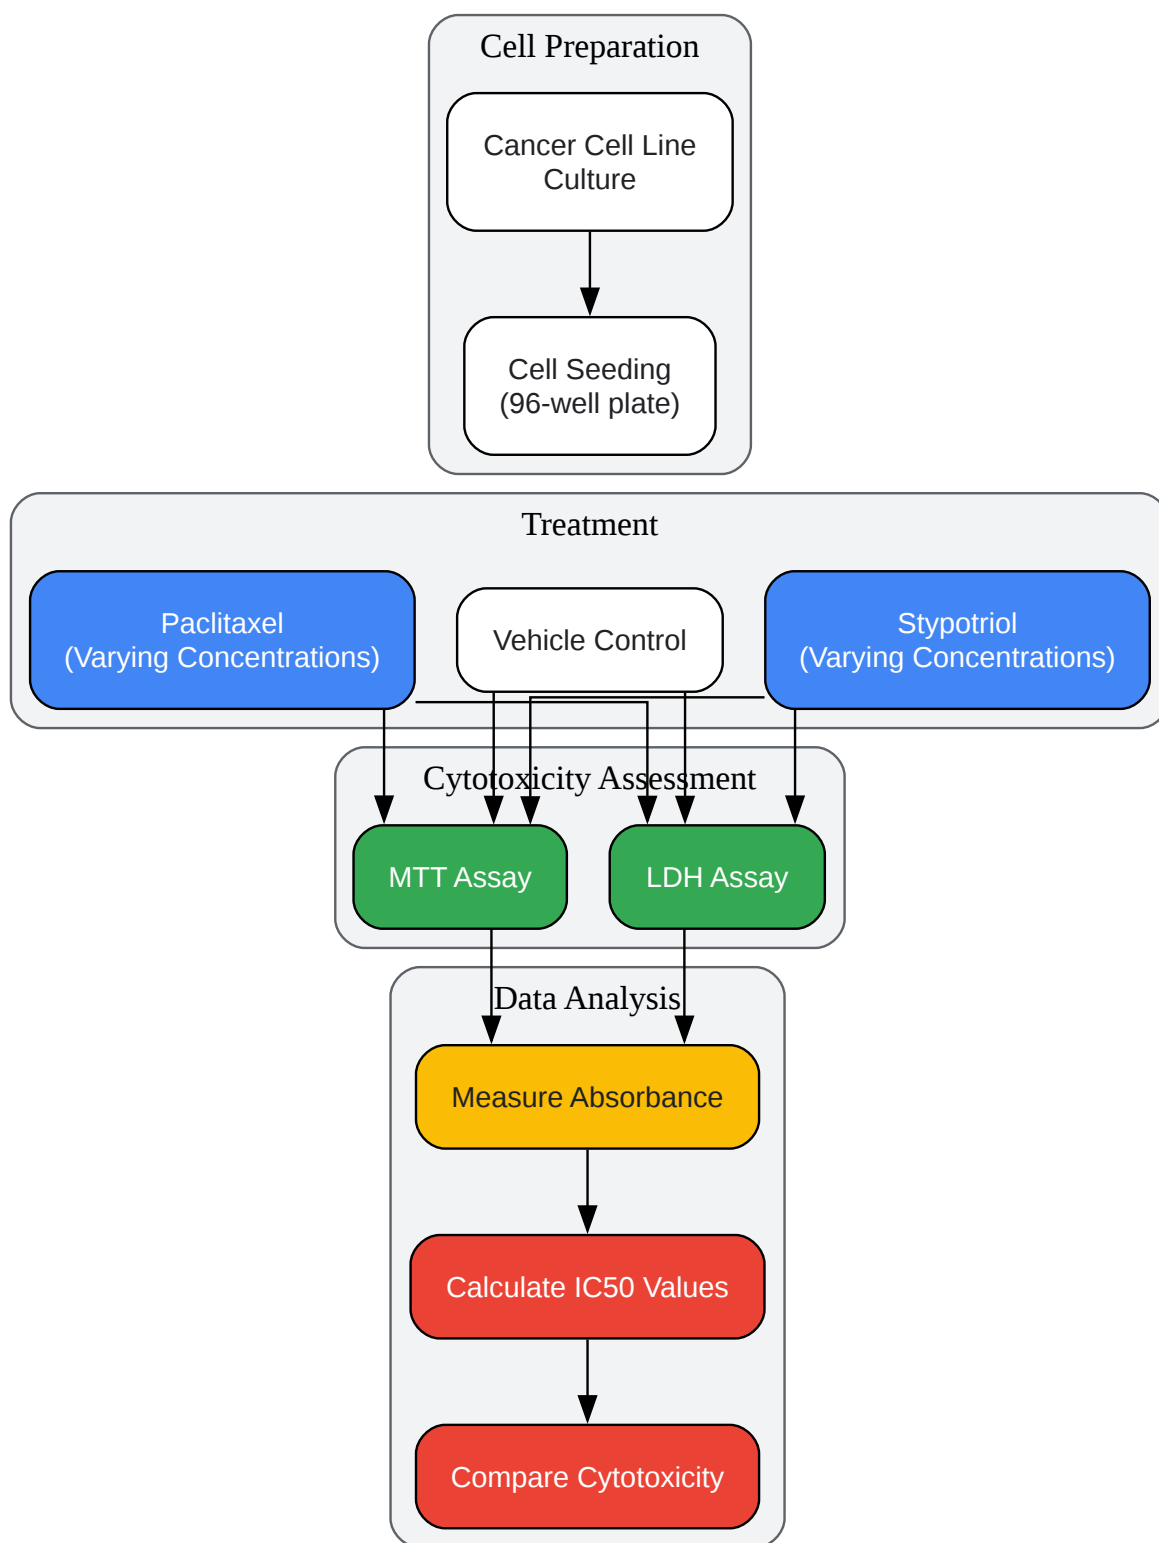 Cell Preparation
Cancer Cell Line
Culture
Cell Seeding
(96-well plate)
Treatment
Paclitaxel
(Varying Concentrations)
Vehicle Control
Stypotriol
(Varying Concentrations)
Cytotoxicity Assessment
MTT Assay
LDH Assay
Data Analysis
Measure Absorbance
Calculate IC50 Values
Compare Cytotoxicity